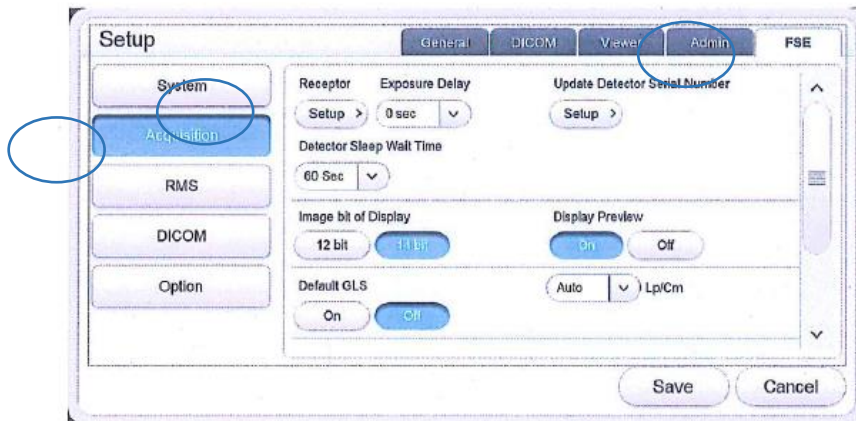 Setup
General DICOM Viewer Admin FSE
System
Acquisition
RMS
DICOM
Option
Receptor Exposure Delay Update Detector Serial Number
Setup > 0 sec Setup >
Detector Sleep Wait Time
60 Sec
Image bit of Display Display Preview
12 bit 14 bit On Off
Default GLS Auto Lp/Cm
On Off
Save Cancel